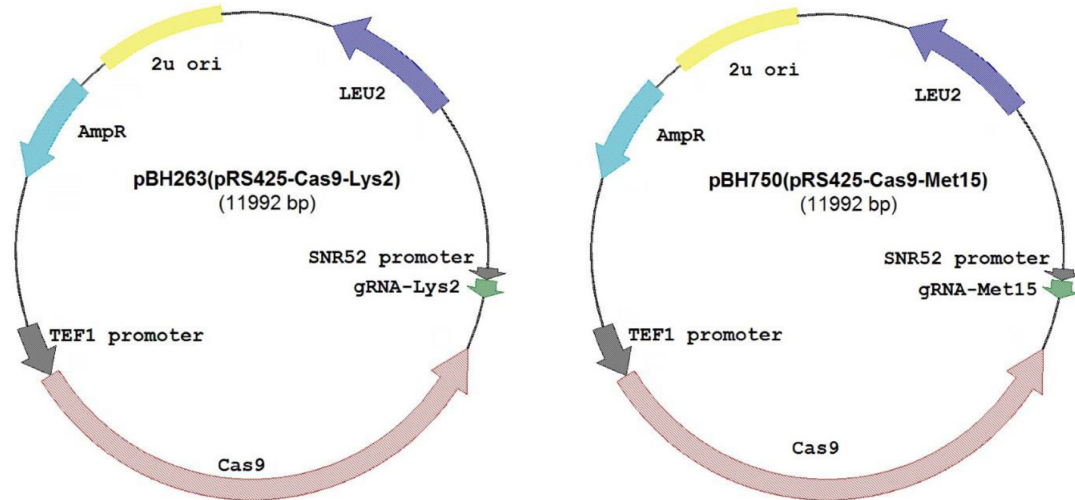 2u ori
LEU2
AmpR
pBH263(pRS425-Cas9-Lys2)
(11992 bp)
SNR52 promoter
gRNA-Lys2
TEF1 promoter
Cas9
2u ori
LEU2
AmpR
pBH750(pRS425-Cas9-Met15)
(11992 bp)
SNR52 promoter
gRNA-Met15
TEF1 promoter
Cas9